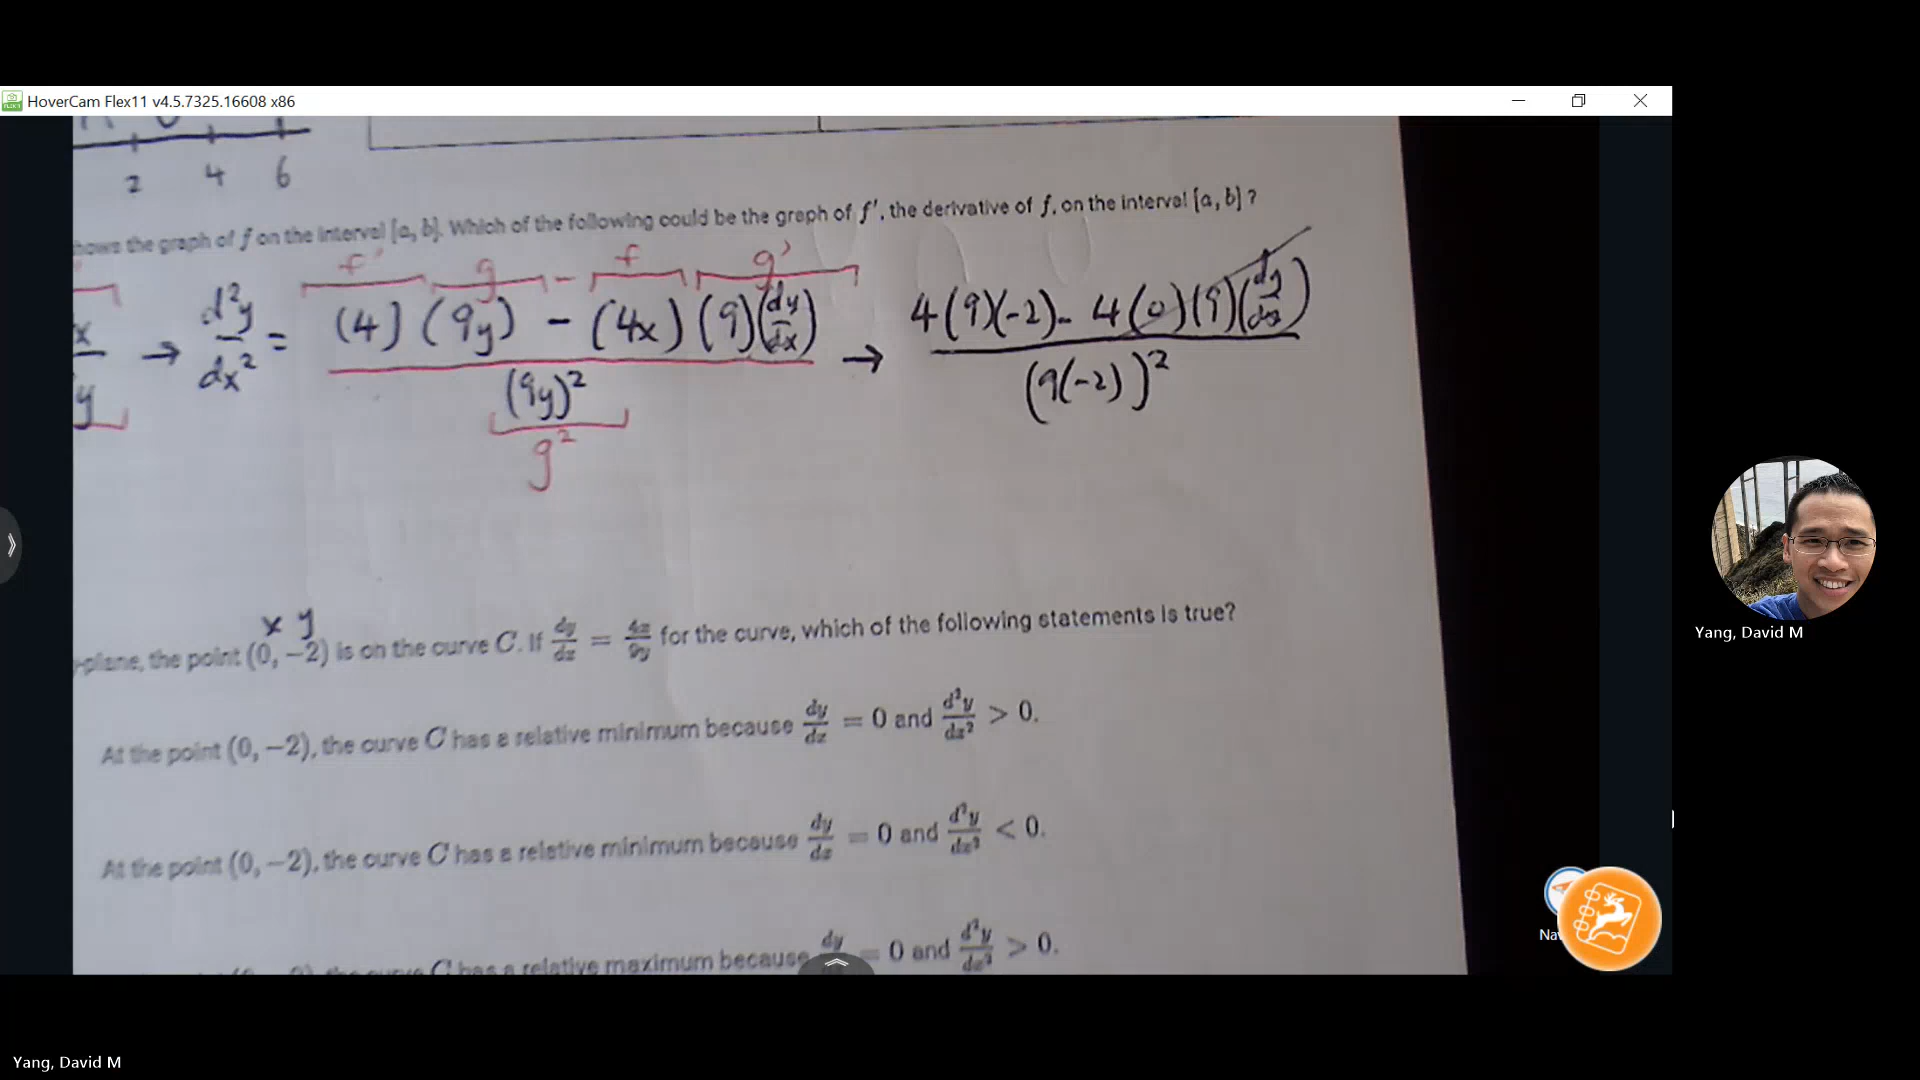 HoverCam Flex11 v4.5.7325.16608 x86
2 4 6
the graph of f on the interval [a, b]. Which of the following could be the graph of f′, the derivative of f, on the interval [a, b] ?
f' g - f g'
x/y → d²y/dx² = (4)(9y) - (4x)(9)(dy/dx) / (9y)² → 4(9)(-2) - 4(0)(9)(dy/dx) / (9(-2))²
g²
x y
plane, the point (0, −2) is on the curve C. If dy/dx = 4x/9y for the curve, which of the following statements is true?
At the point (0, −2), the curve C has a relative minimum because dy/dx = 0 and d²y/dx² > 0.
At the point (0, −2), the curve C has a relative minimum because dy/dx = 0 and d²y/dx² < 0.
the curve C has a relative maximum because dy = 0 and d²y/dx² > 0.
Yang, David M
Yang, David M